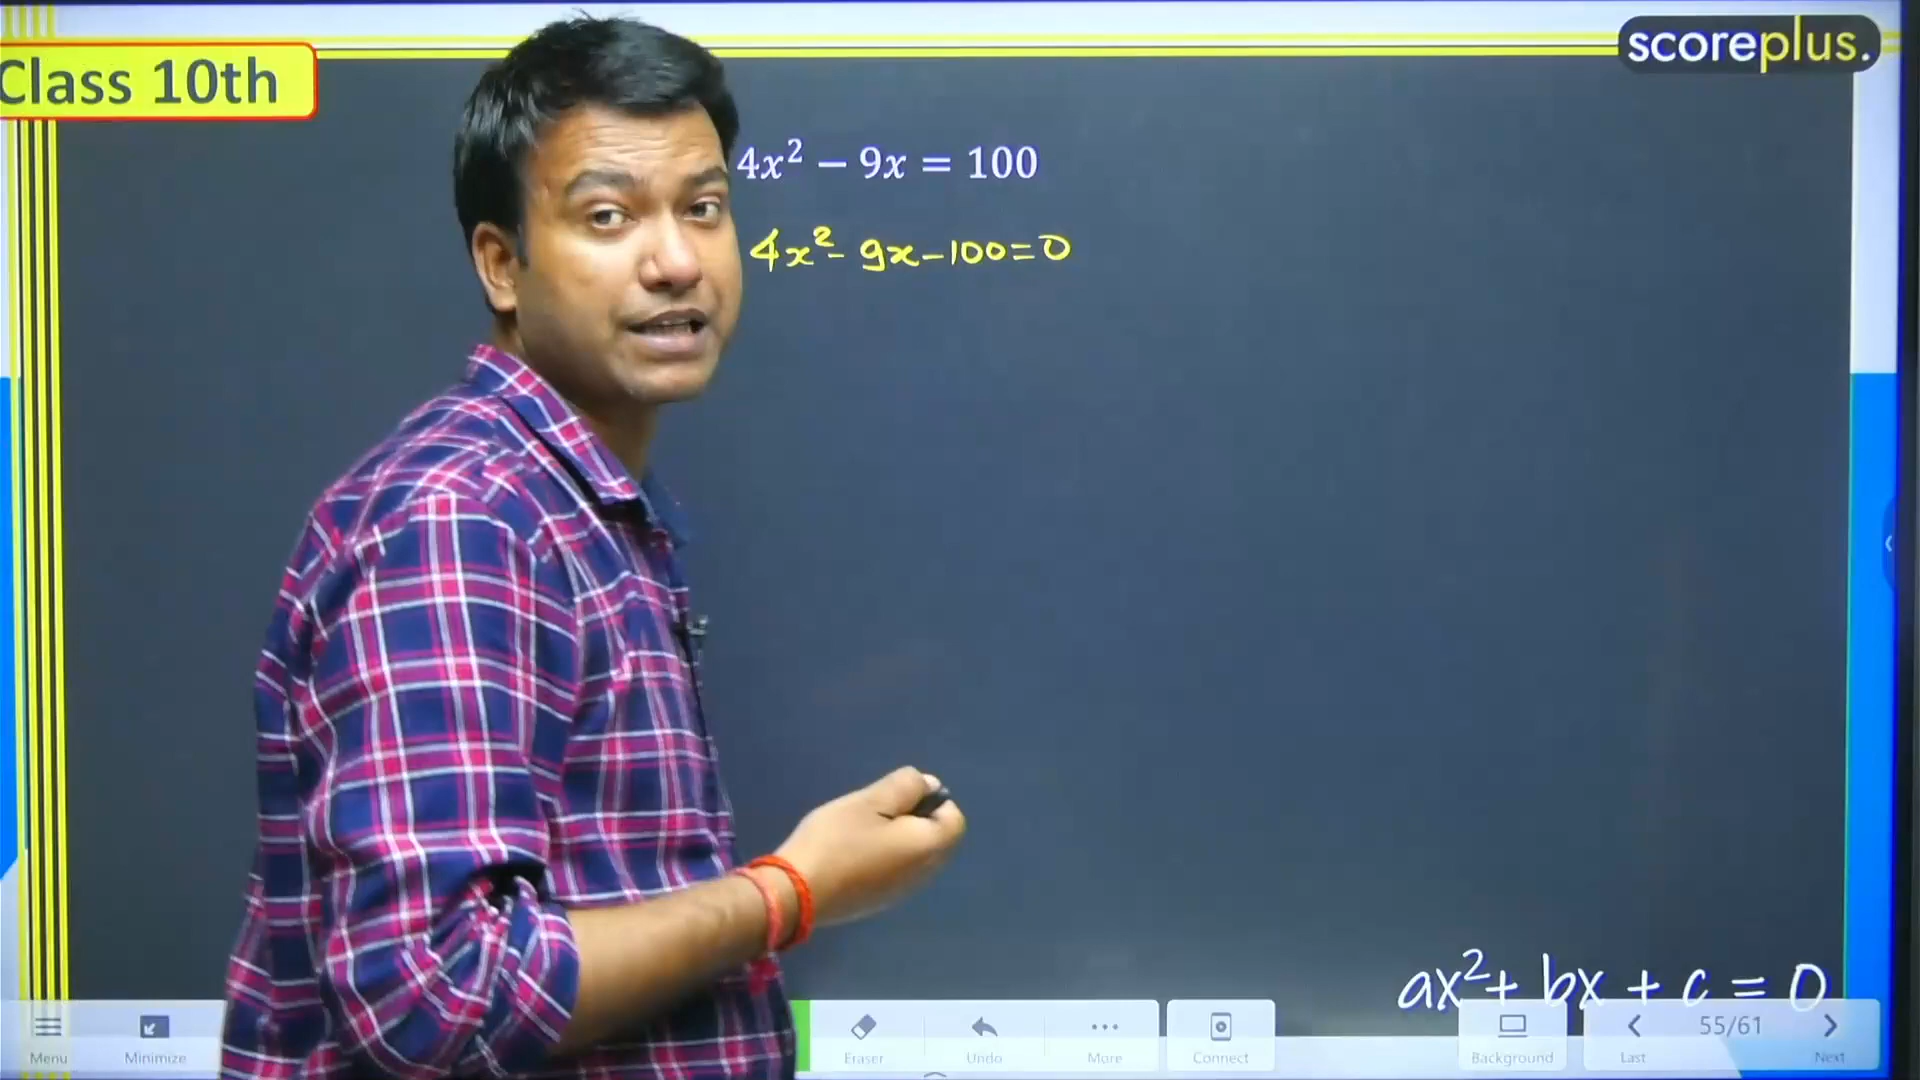 Class 10th
scoreplus.
4x² − 9x = 100
4x² - 9x - 100 = 0
ax² + bx + c = 0
Menu
Minimize
Eraser
Undo
More
Connect
Background
Last
55/61
Next